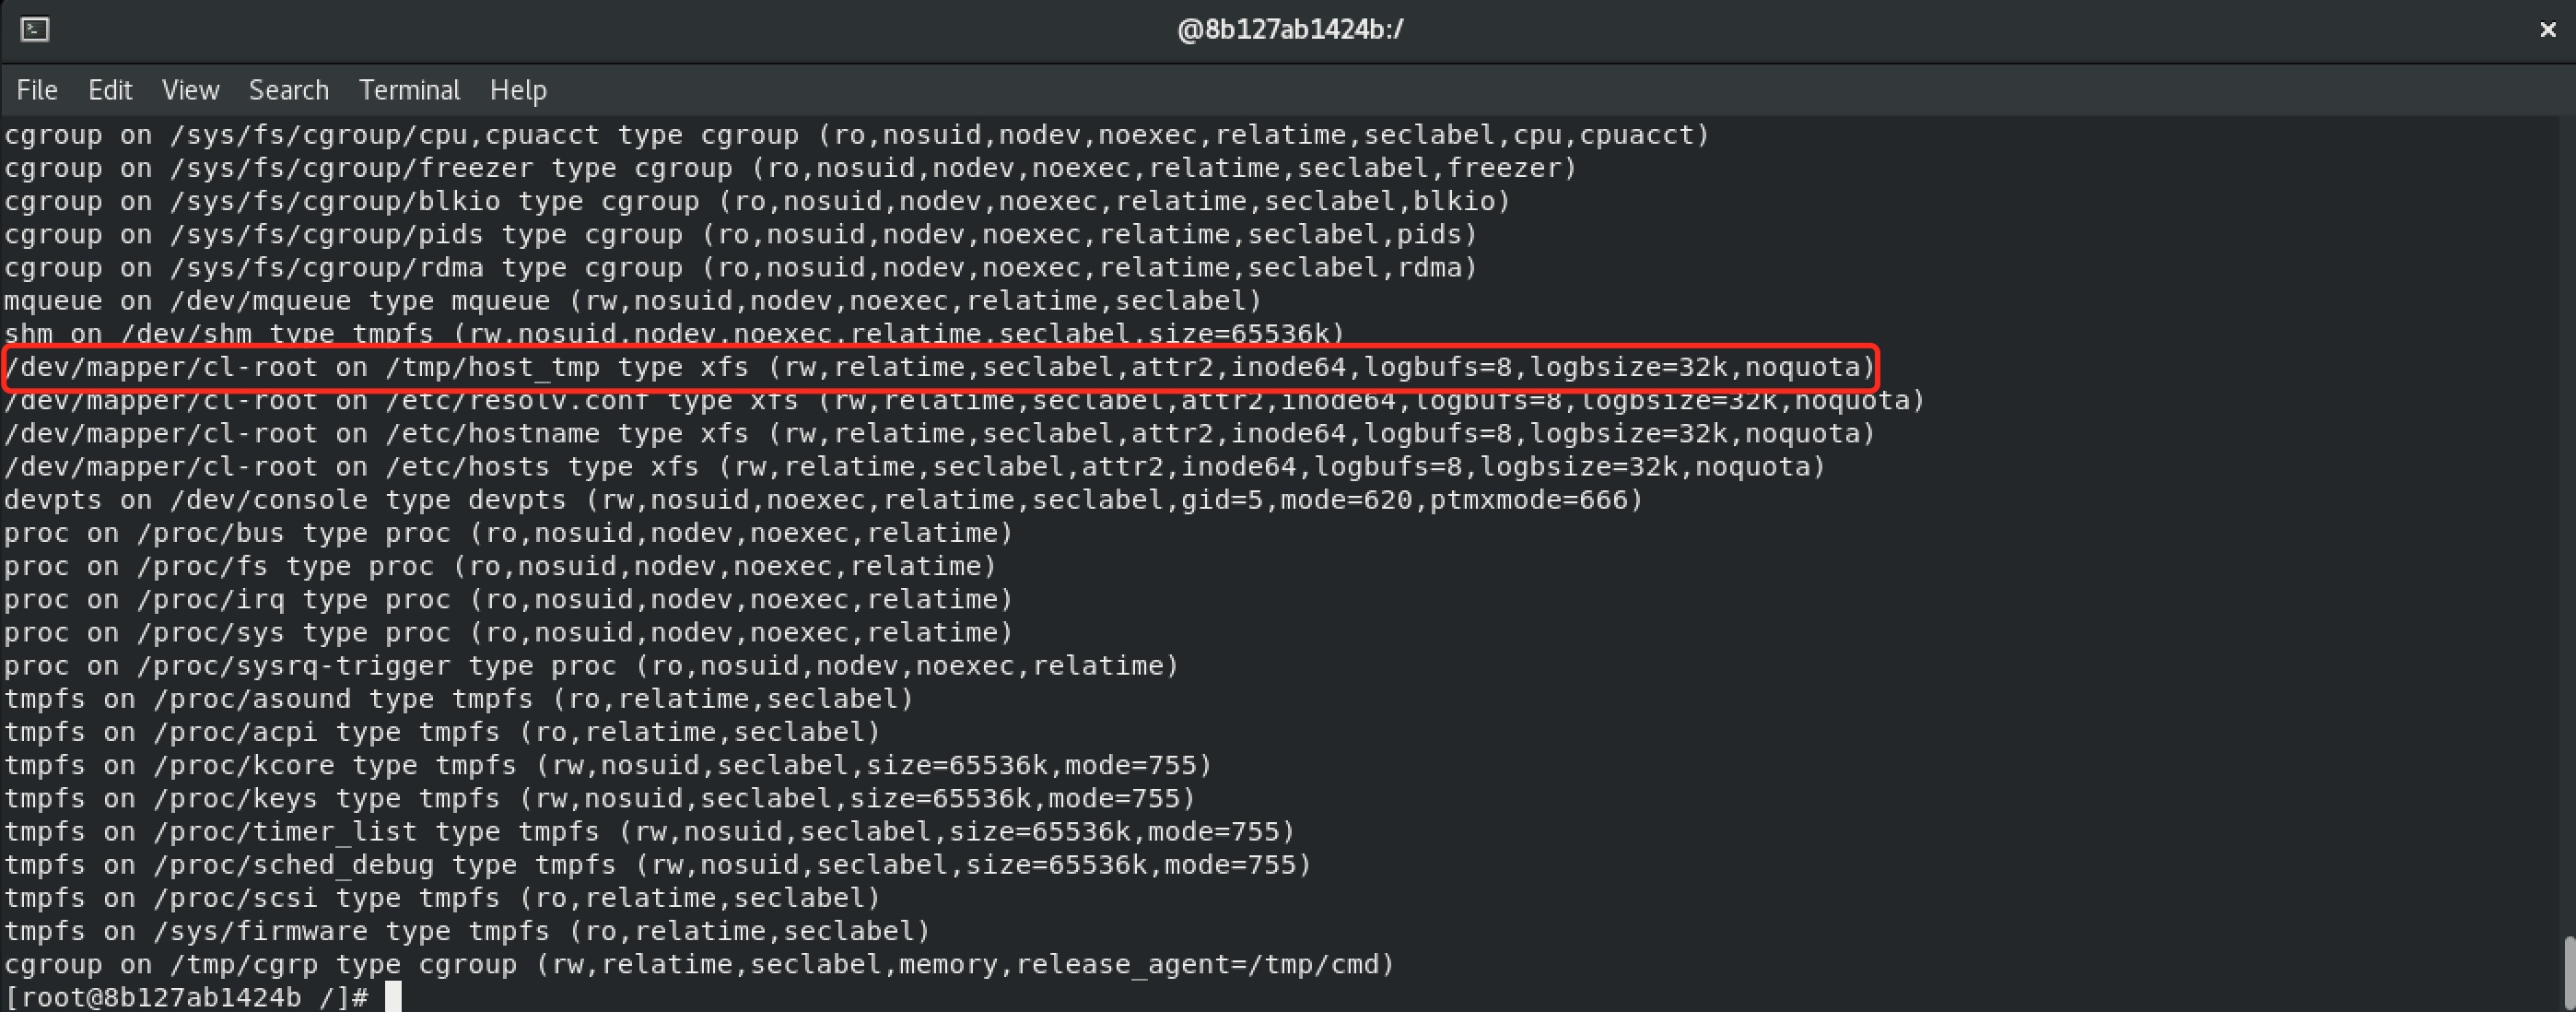 @8b127ab1424b:/
File Edit View Search Terminal Help
cgroup on /sys/fs/cgroup/cpu,cpuacct type cgroup (ro,nosuid,nodev,noexec,relatime,seclabel,cpu,cpuacct)
cgroup on /sys/fs/cgroup/freezer type cgroup (ro,nosuid,nodev,noexec,relatime,seclabel,freezer)
cgroup on /sys/fs/cgroup/blkio type cgroup (ro,nosuid,nodev,noexec,relatime,seclabel,blkio)
cgroup on /sys/fs/cgroup/pids type cgroup (ro,nosuid,nodev,noexec,relatime,seclabel,pids)
cgroup on /sys/fs/cgroup/rdma type cgroup (ro,nosuid,nodev,noexec,relatime,seclabel,rdma)
mqueue on /dev/mqueue type mqueue (rw,nosuid,nodev,noexec,relatime,seclabel)
shm on /dev/shm type tmpfs (rw,nosuid,nodev,noexec,relatime,seclabel,size=65536k)
/dev/mapper/cl-root on /tmp/host_tmp type xfs (rw,relatime,seclabel,attr2,inode64,logbufs=8,logbsize=32k,noquota)
/dev/mapper/cl-root on /etc/resolv.conf type xfs (rw,relatime,seclabel,attr2,inode64,logbufs=8,logbsize=32k,noquota)
/dev/mapper/cl-root on /etc/hostname type xfs (rw,relatime,seclabel,attr2,inode64,logbufs=8,logbsize=32k,noquota)
/dev/mapper/cl-root on /etc/hosts type xfs (rw,relatime,seclabel,attr2,inode64,logbufs=8,logbsize=32k,noquota)
devpts on /dev/console type devpts (rw,nosuid,noexec,relatime,seclabel,gid=5,mode=620,ptmxmode=666)
proc on /proc/bus type proc (ro,nosuid,nodev,noexec,relatime)
proc on /proc/fs type proc (ro,nosuid,nodev,noexec,relatime)
proc on /proc/irq type proc (ro,nosuid,nodev,noexec,relatime)
proc on /proc/sys type proc (ro,nosuid,nodev,noexec,relatime)
proc on /proc/sysrq-trigger type proc (ro,nosuid,nodev,noexec,relatime)
tmpfs on /proc/asound type tmpfs (ro,relatime,seclabel)
tmpfs on /proc/acpi type tmpfs (ro,relatime,seclabel)
tmpfs on /proc/kcore type tmpfs (rw,nosuid,seclabel,size=65536k,mode=755)
tmpfs on /proc/keys type tmpfs (rw,nosuid,seclabel,size=65536k,mode=755)
tmpfs on /proc/timer_list type tmpfs (rw,nosuid,seclabel,size=65536k,mode=755)
tmpfs on /proc/sched_debug type tmpfs (rw,nosuid,seclabel,size=65536k,mode=755)
tmpfs on /proc/scsi type tmpfs (ro,relatime,seclabel)
tmpfs on /sys/firmware type tmpfs (ro,relatime,seclabel)
cgroup on /tmp/cgrp type cgroup (rw,relatime,seclabel,memory,release_agent=/tmp/cmd)
[root@8b127ab1424b /]#